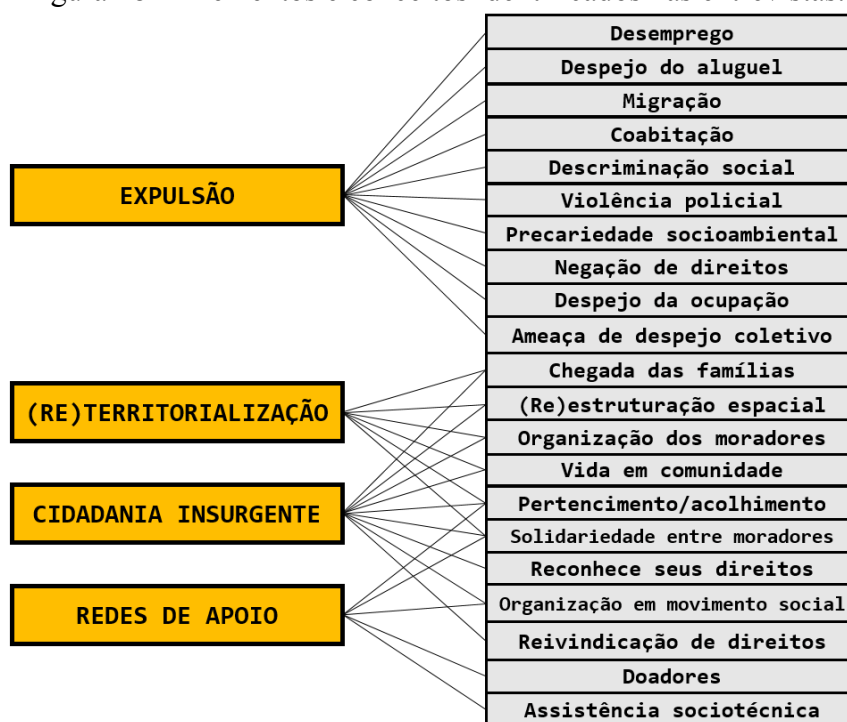 Desemprego
Despejo do aluguel
Migração
Coabitação
Descriminação social
EXPULSÃO
Violência policial
Precariedade socioambiental
Negação de direitos
Despejo da ocupação
Ameaça de despejo coletivo
Chegada das famílias
(RE)TERRITORIALIZAÇÃO
(Re)estruturação espacial
Organização dos moradores
Vida em comunidade
CIDADANIA INSURGENTE
Pertencimento/acolhimento
Solidariedade entre moradores
Reconhece seus direitos
REDES DE APOIO
Organização em movimento social
Reivindicação de direitos
Doadores
Assistência sociotécnica